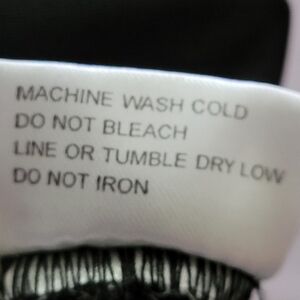 MACHINE WASH COLD
DO NOT BLEACH
LINE OR TUMBLE DRY LOW
DO NOT IRON